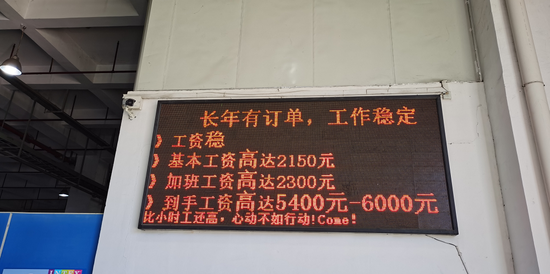 长年有订单，工作稳定
》工资稳
》基本工资高达2150元
》加班工资高达2300元
》到手工资高达5400元-6000元
比小时工还高，心动不如行动!Come!